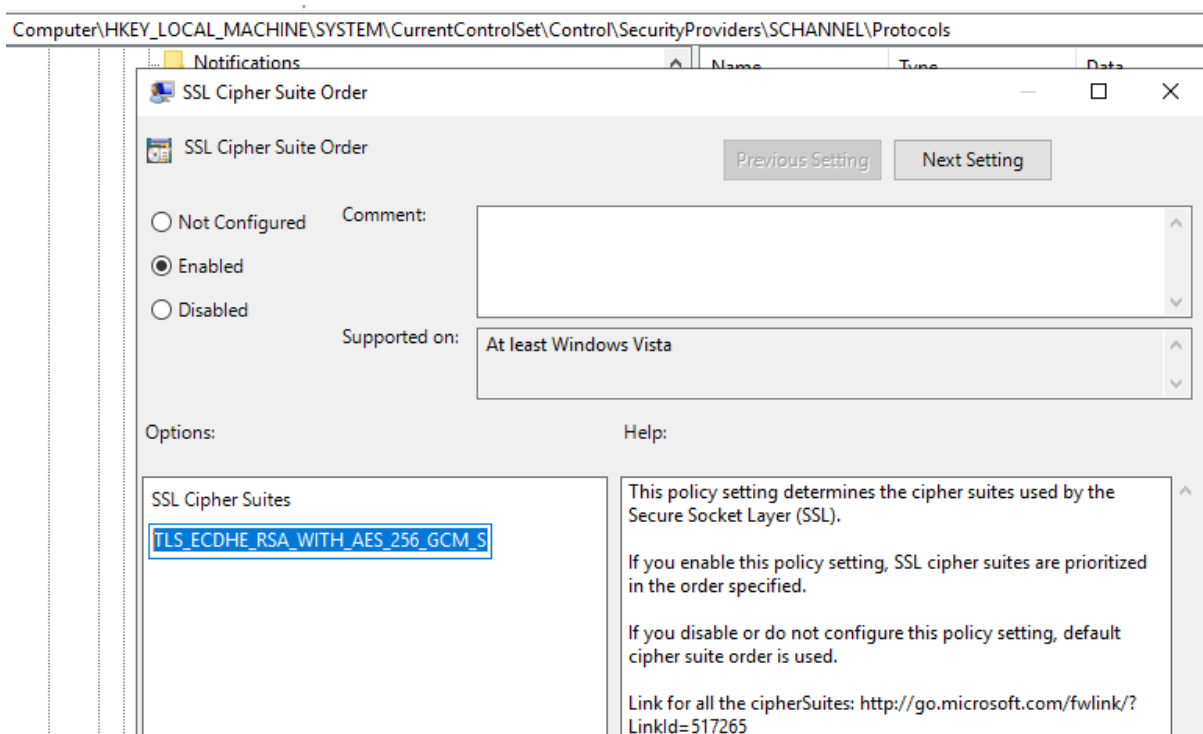 Computer\HKEY_LOCAL_MACHINE\SYSTEM\CurrentControlSet\Control\SecurityProviders\SCHANNEL\Protocols
Notifications
Name Type Data
SSL Cipher Suite Order
SSL Cipher Suite Order
Previous Setting Next Setting
Not Configured
Comment:
Enabled
Disabled
Supported on:
At least Windows Vista
Options:
Help:
SSL Cipher Suites
TLS_ECDHE_RSA_WITH_AES_256_GCM_S
This policy setting determines the cipher suites used by the
Secure Socket Layer (SSL).
If you enable this policy setting, SSL cipher suites are prioritized
in the order specified.
If you disable or do not configure this policy setting, default
cipher suite order is used.
Link for all the cipherSuites: http://go.microsoft.com/fwlink/?
LinkId=517265